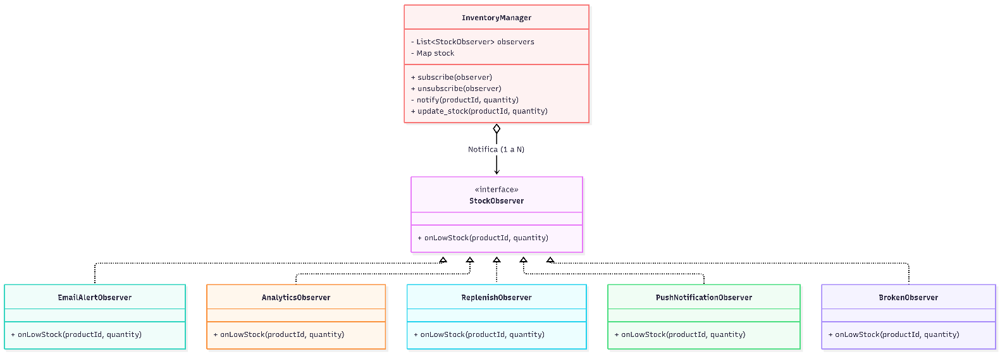 InventoryManager
- List<StockObserver> observers
- Map stock
+ subscribe(observer)
+ unsubscribe(observer)
- notify(productId, quantity)
+ update_stock(productId, quantity)
Notifica (1 a N)
«interface»
StockObserver
+ onLowStock(productId, quantity)
EmailAlertObserver
+ onLowStock(productId, quantity)
AnalyticsObserver
+ onLowStock(productId, quantity)
ReplenishObserver
+ onLowStock(productId, quantity)
PushNotificationObserver
+ onLowStock(productId, quantity)
BrokenObserver
+ onLowStock(productId, quantity)